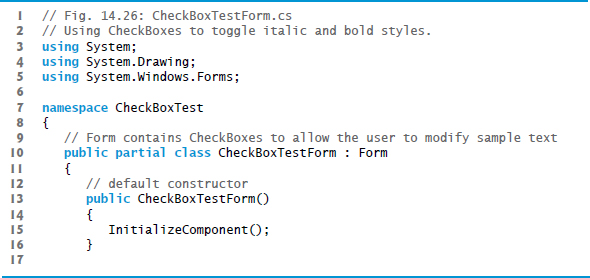 1 // Fig. 14.26: CheckBoxTestForm.cs
2 // Using CheckBoxes to toggle italic and bold styles.
3 using System;
4 using System.Drawing;
5 using System.Windows.Forms;
6
7 namespace CheckBoxTest
8 {
9 // Form contains CheckBoxes to allow the user to modify sample text
10 public partial class CheckBoxTestForm : Form
11 {
12 // default constructor
13 public CheckBoxTestForm()
14 {
15 InitializeComponent();
16 }
17